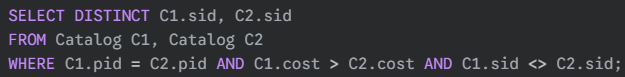 SELECT DISTINCT C1.sid, C2.sid
FROM Catalog C1, Catalog C2
WHERE C1.pid = C2.pid AND C1.cost > C2.cost AND C1.sid <> C2.sid;